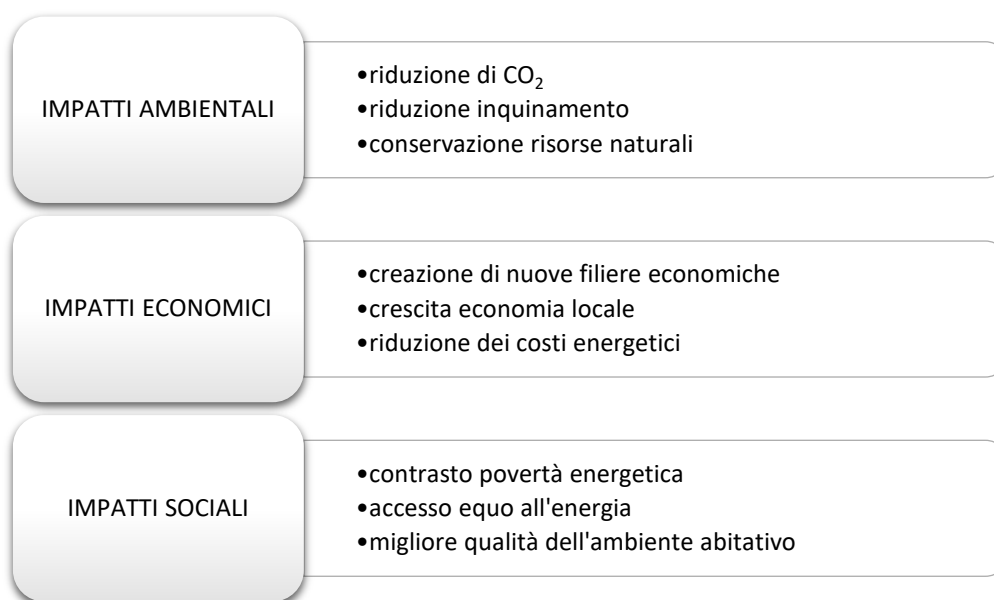 IMPATTI AMBIENTALI
•riduzione di CO₂
•riduzione inquinamento
•conservazione risorse naturali
IMPATTI ECONOMICI
•creazione di nuove filiere economiche
•crescita economia locale
•riduzione dei costi energetici
IMPATTI SOCIALI
•contrasto povertà energetica
•accesso equo all'energia
•migliore qualità dell'ambiente abitativo